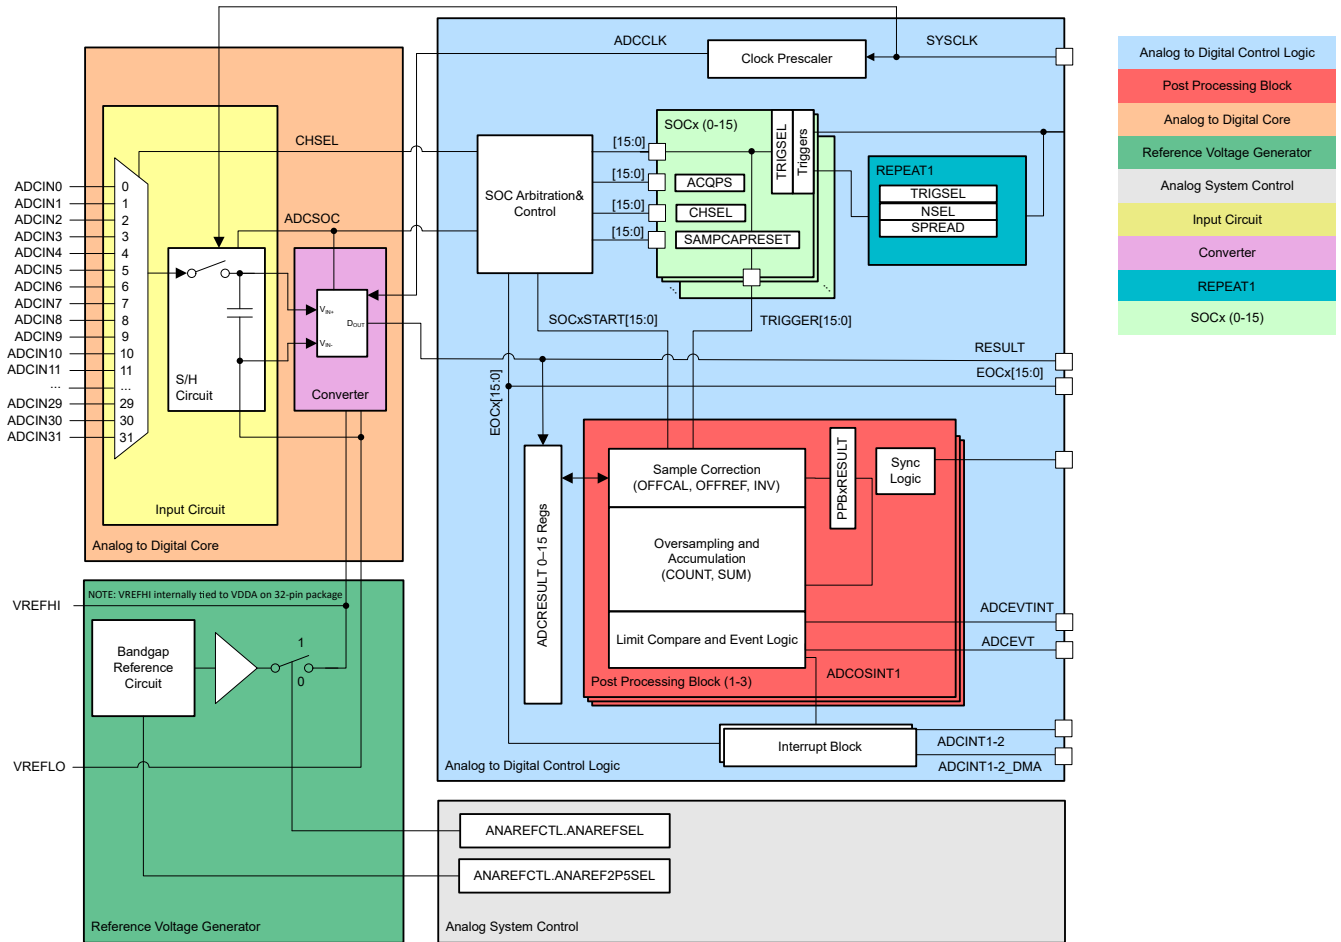 ADCCLK
SYSCLK
Clock Prescaler
CHSEL
SOC Arbitration&
Control
[15:0]
[15:0]
[15:0]
[15:0]
SOCx (0-15)
TRIGSEL
Triggers
ACQPS
CHSEL
SAMPCAPRESET
REPEAT1
TRIGSEL
NSEL
SPREAD
ADCIN0
ADCIN1
ADCIN2
ADCIN3
ADCIN4
ADCIN5
ADCIN6
ADCIN7
ADCIN8
ADCIN9
ADCIN10
ADCIN11
...
ADCIN29
ADCIN30
ADCIN31
0
1
2
3
4
5
6
7
8
9
10
11
...
29
30
31
ADCSOC
S/H
Circuit
VIN+
DOUT
VIN-
Converter
Input Circuit
Analog to Digital Core
SOCxSTART[15:0]
TRIGGER[15:0]
RESULT
EOCx[15:0]
EOCx[15:0]
ADCRESULT 0–15 Regs
Sample Correction
(OFFCAL, OFFREF, INV)
PPBxRESULT
Sync
Logic
Oversampling and
Accumulation
(COUNT, SUM)
Limit Compare and Event Logic
Post Processing Block (1-3)
ADCEVTINT
ADCEVT
ADCOSINT1
Interrupt Block
ADCINT1-2
ADCINT1-2_DMA
Analog to Digital Control Logic
NOTE: VREFHI internally tied to VDDA on 32-pin package
VREFHI
Bandgap
Reference
Circuit
1
0
VREFLO
Reference Voltage Generator
ANAREFCTL.ANAREFSEL
ANAREFCTL.ANAREF2P5SEL
Analog System Control
Analog to Digital Control Logic
Post Processing Block
Analog to Digital Core
Reference Voltage Generator
Analog System Control
Input Circuit
Converter
REPEAT1
SOCx (0-15)